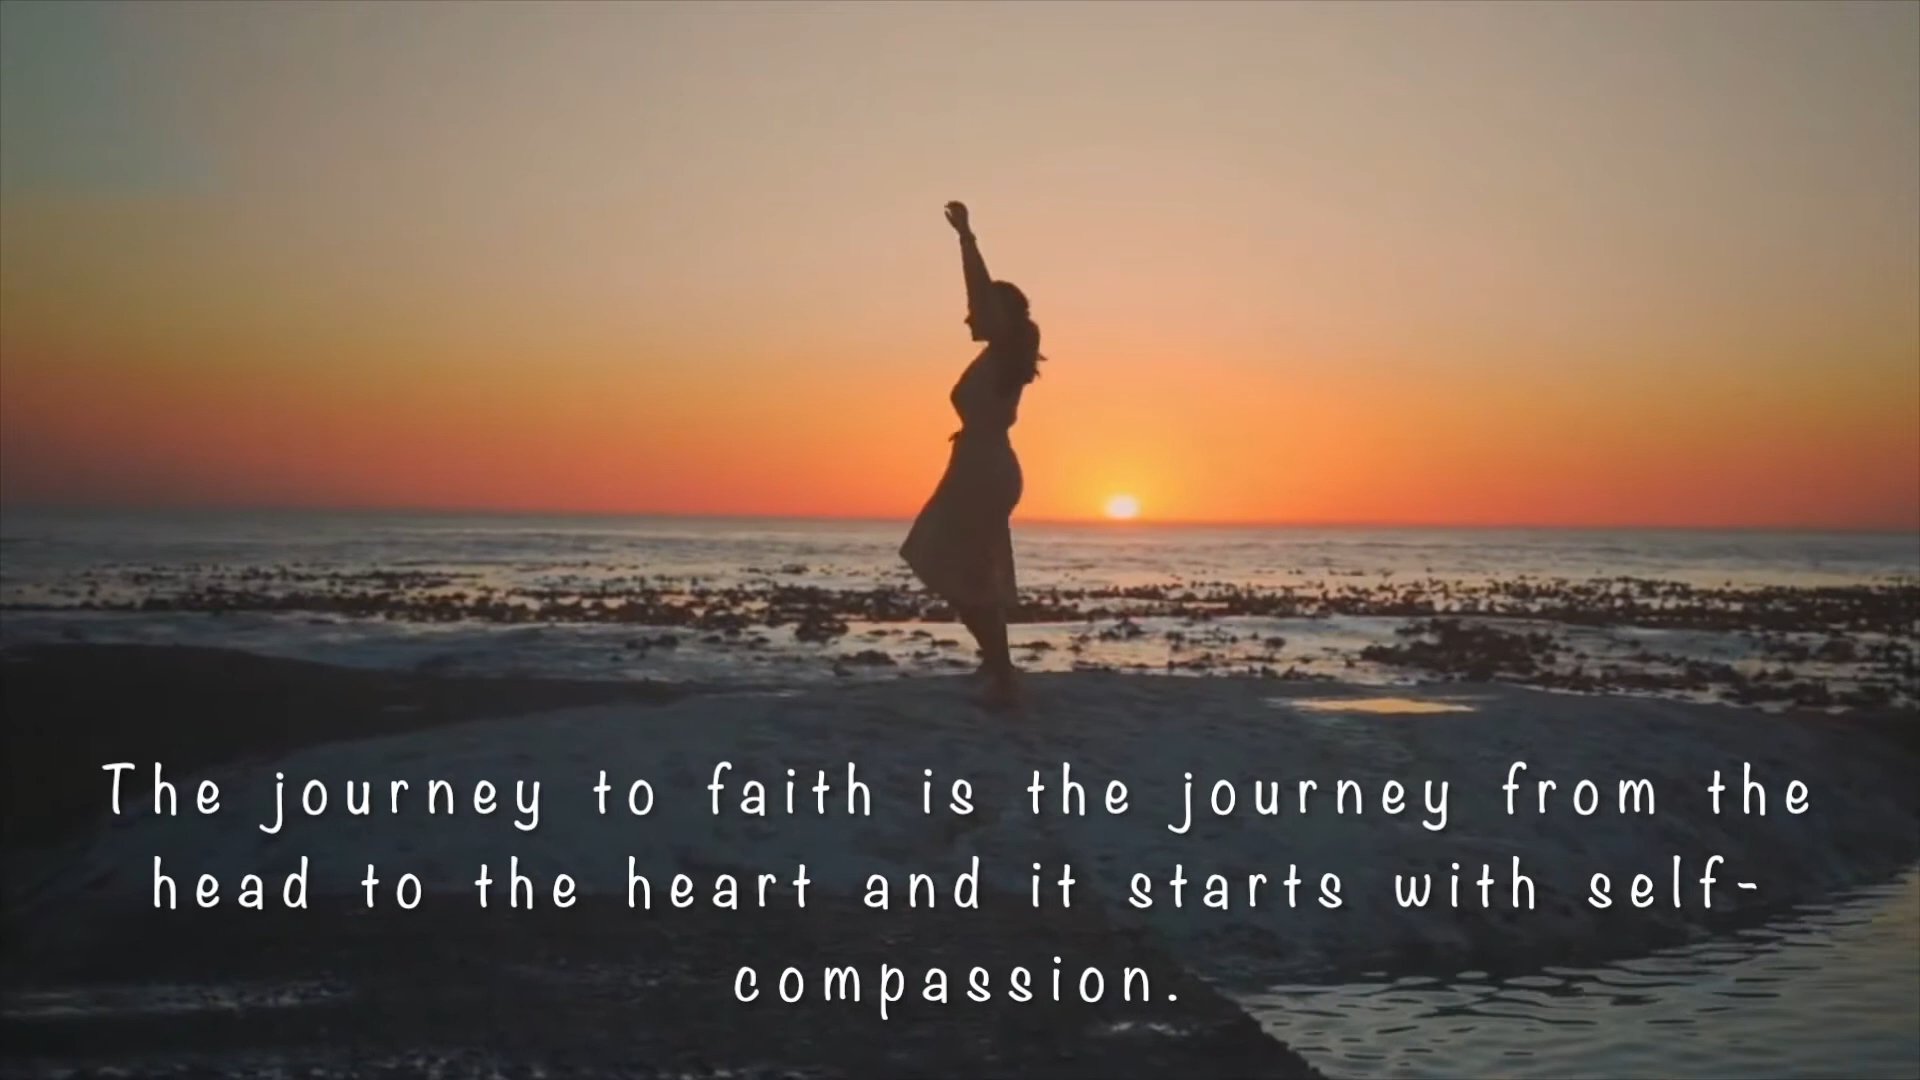 The journey to faith is the journey from the
head to the heart and it starts with self-
compassion.